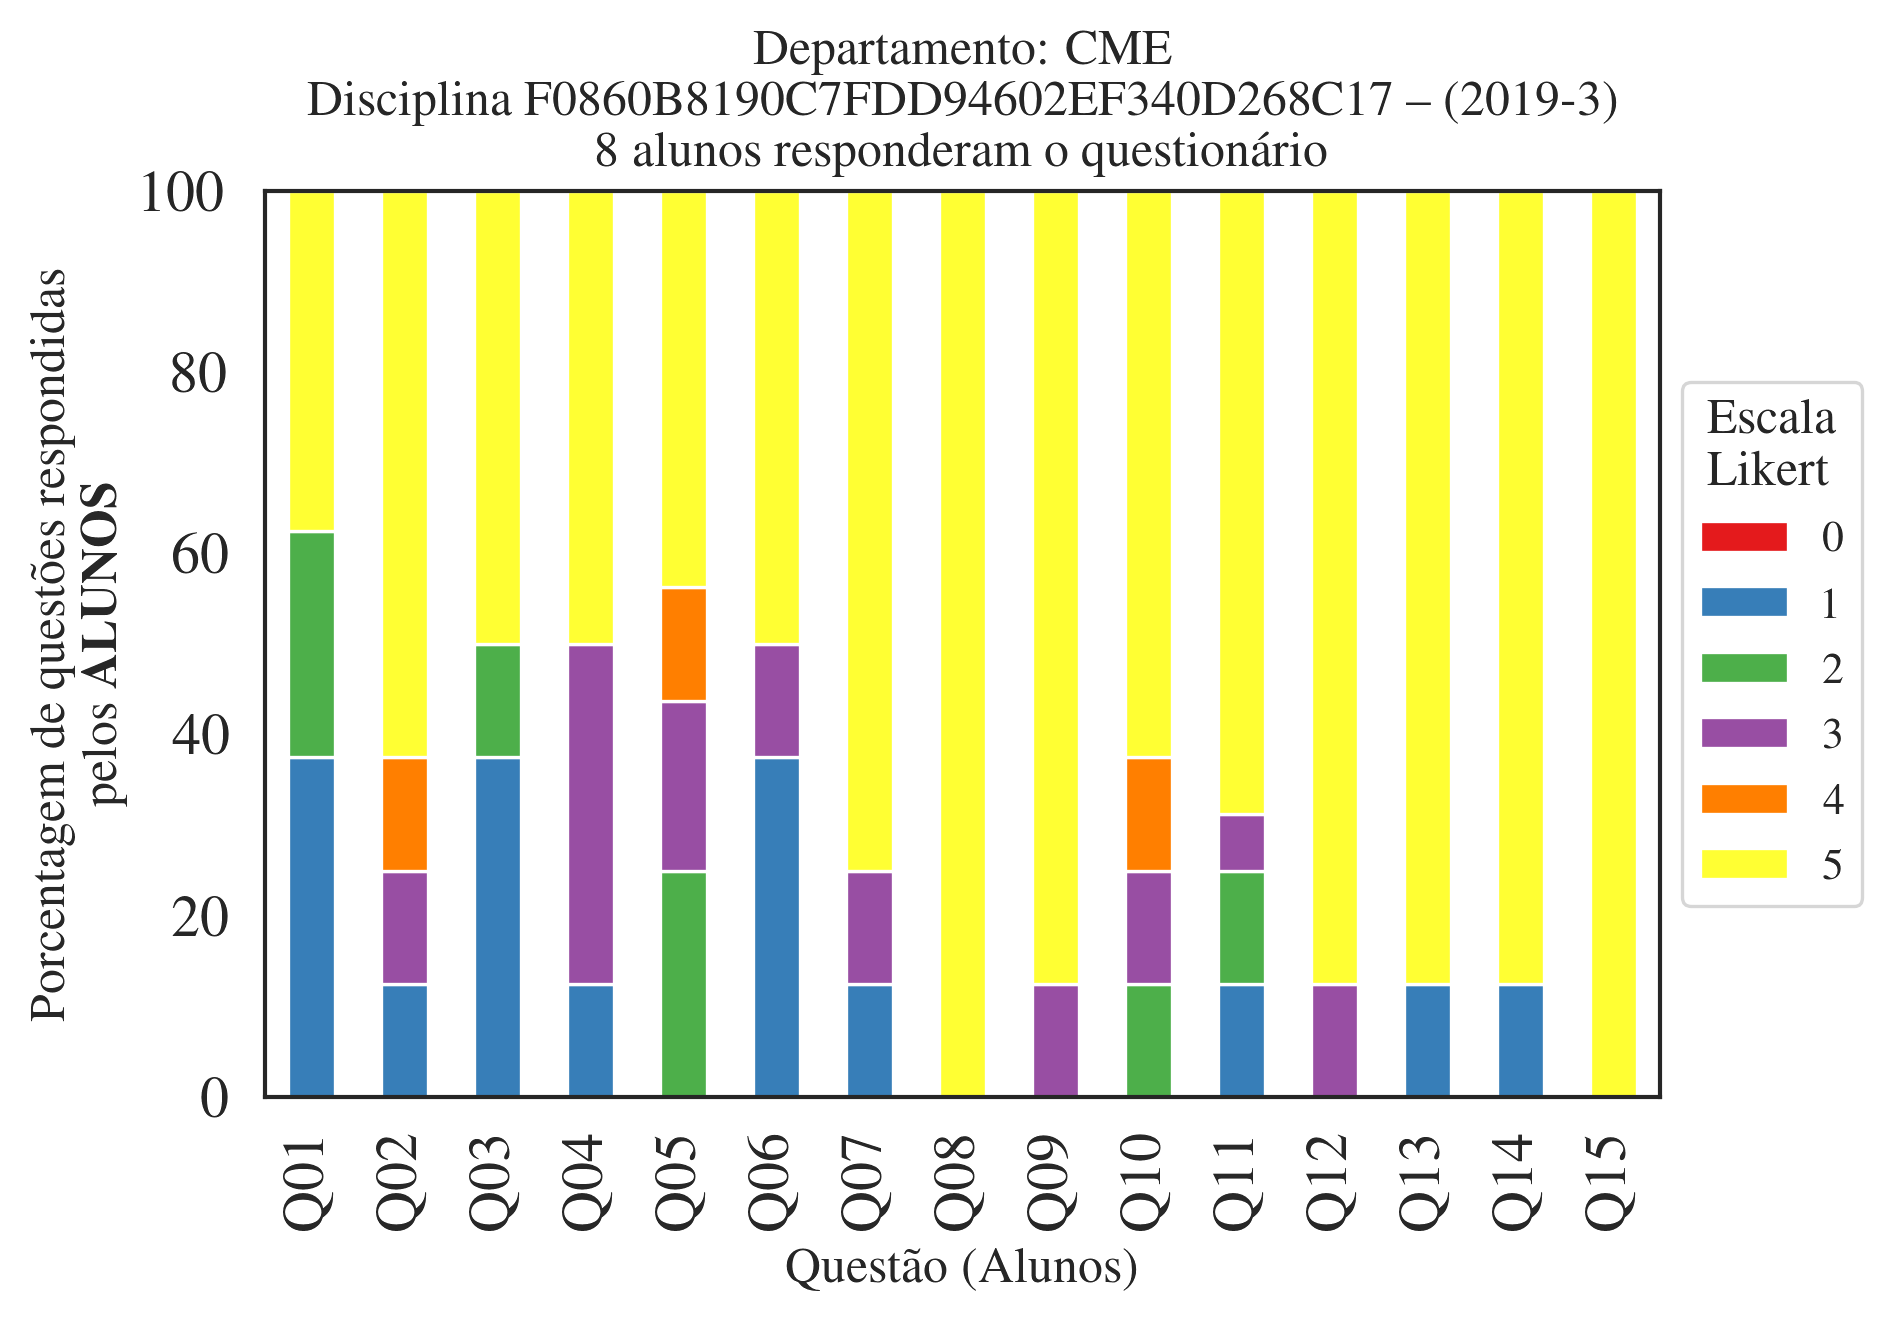 Departamento: CME
Disciplina F0860B8190C7FDD94602EF340D268C17 – (2019-3)
8 alunos responderam o questionário
100
80
60
40
20
0
Porcentagem de questões respondidas
pelos ALUNOS
Q01
Q02
Q03
Q04
Q05
Q06
Q07
Q08
Q09
Q10
Q11
Q12
Q13
Q14
Q15
Questão (Alunos)
Escala
Likert
0
1
2
3
4
5